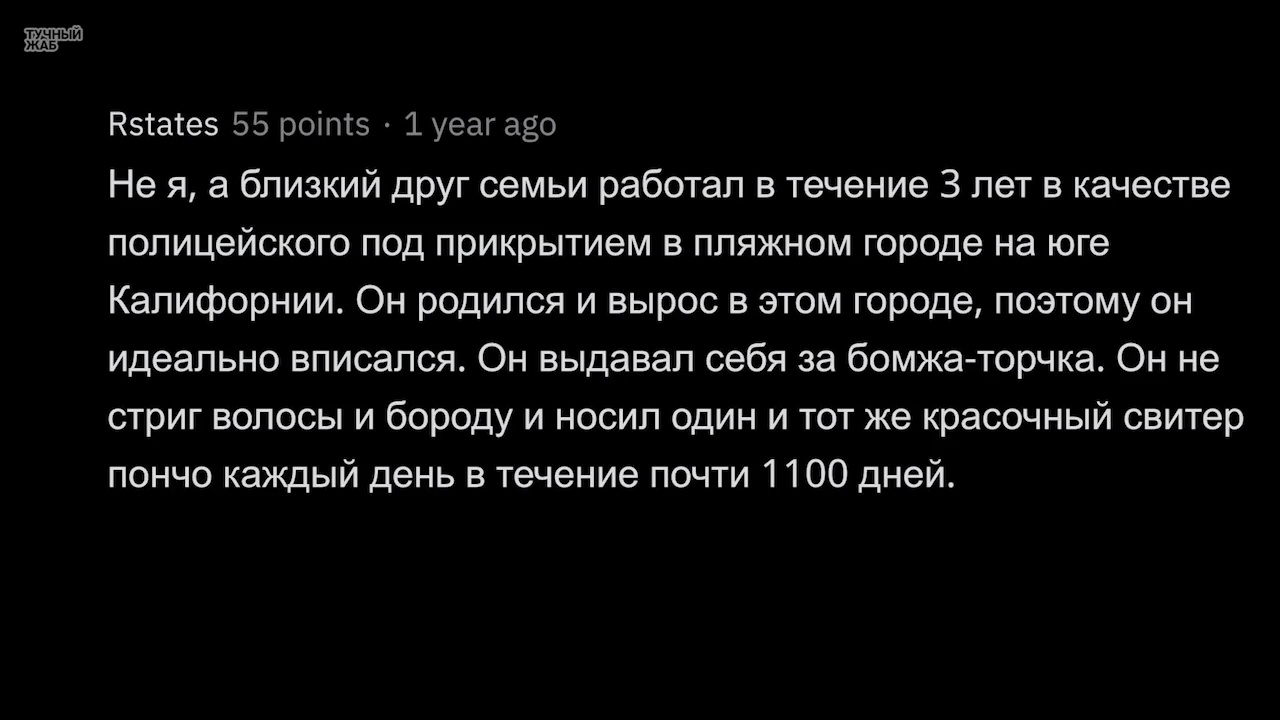 ТУЧНЫЙ
ЖАБ
Rstates 55 points · 1 year ago
Не я, а близкий друг семьи работал в течение 3 лет в качестве
полицейского под прикрытием в пляжном городе на юге
Калифорнии. Он родился и вырос в этом городе, поэтому он
идеально вписался. Он выдавал себя за бомжа-торчка. Он не
стриг волосы и бороду и носил один и тот же красочный свитер
пончо каждый день в течение почти 1100 дней.